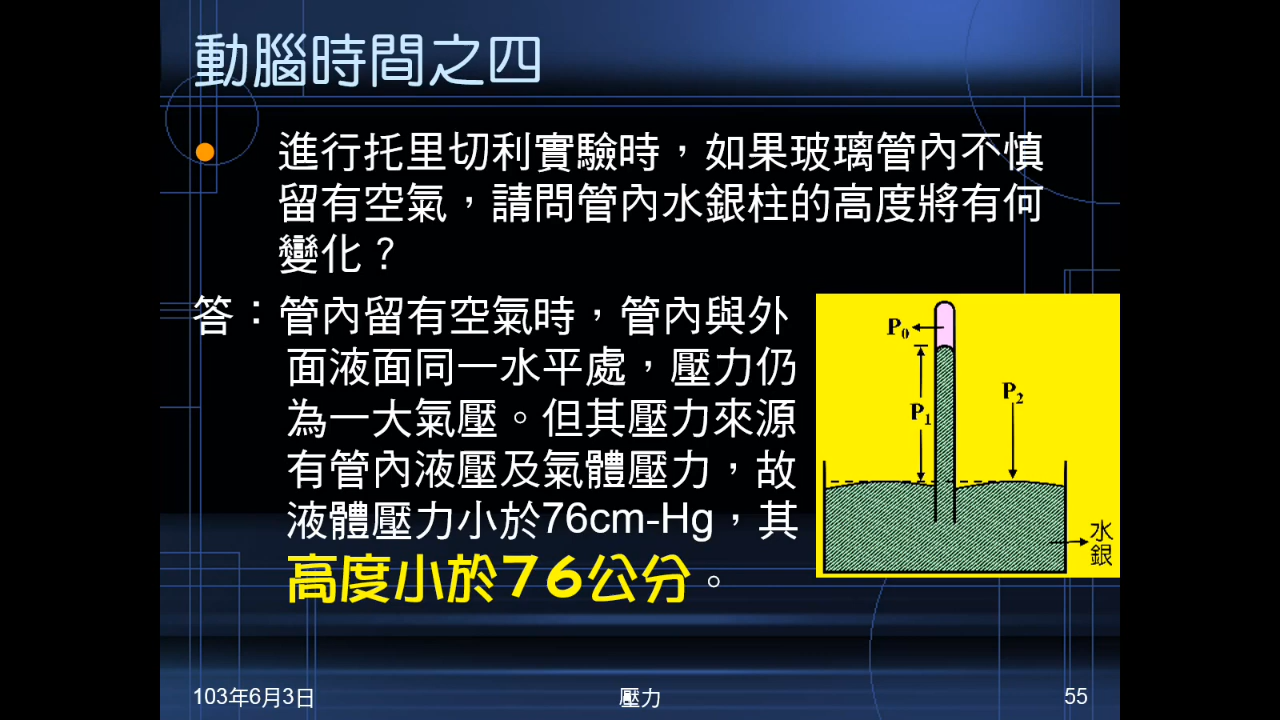 動腦時間之四
進行托里切利實驗時，如果玻璃管內不慎
留有空氣，請問管內水銀柱的高度將有何
變化？
答：管內留有空氣時，管內與外
面液面同一水平處，壓力仍
為一大氣壓。但其壓力來源
有管內液壓及氣體壓力，故
液體壓力小於76cm-Hg，其
高度小於76公分。
P0
P1
P2
水
銀
103年6月3日
壓力
55